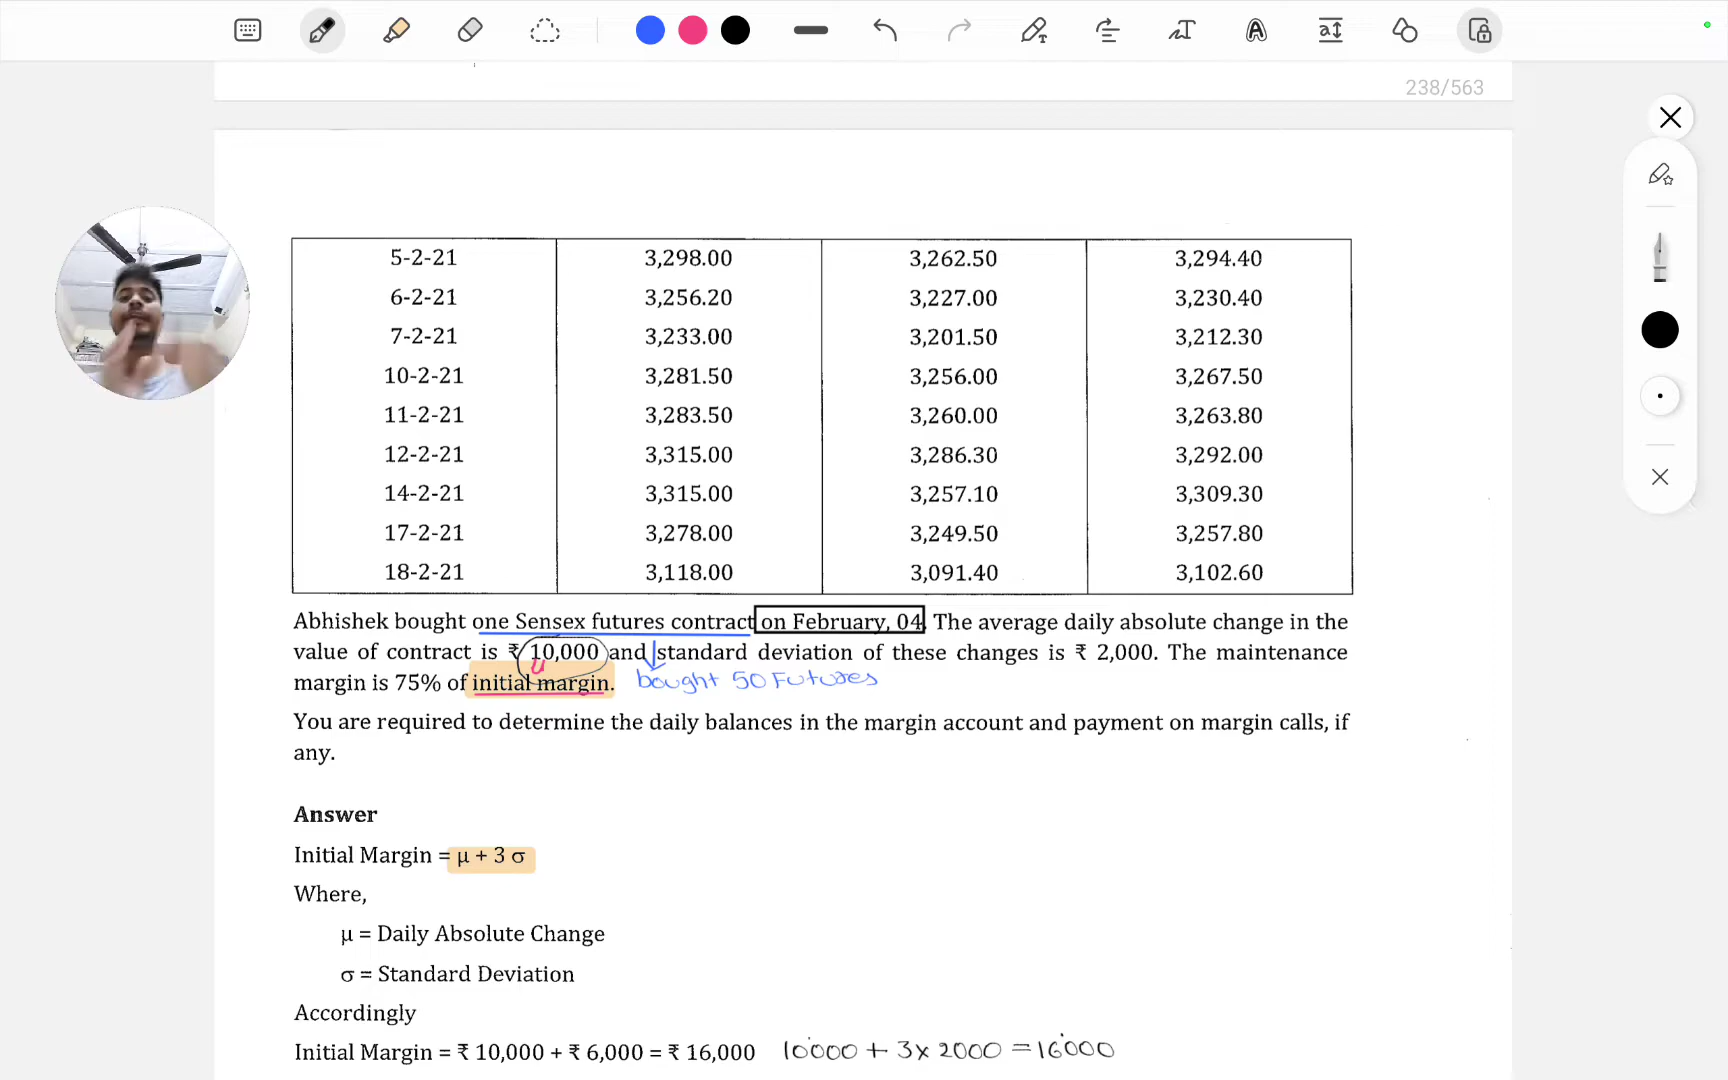 238/563
5-2-21 3,298.00 3,262.50 3,294.40
6-2-21 3,256.20 3,227.00 3,230.40
7-2-21 3,233.00 3,201.50 3,212.30
10-2-21 3,281.50 3,256.00 3,267.50
11-2-21 3,283.50 3,260.00 3,263.80
12-2-21 3,315.00 3,286.30 3,292.00
14-2-21 3,315.00 3,257.10 3,309.30
17-2-21 3,278.00 3,249.50 3,257.80
18-2-21 3,118.00 3,091.40 3,102.60
Abhishek bought one Sensex futures contract on February, 04. The average daily absolute change in the
value of contract is ₹ 10,000 and standard deviation of these changes is ₹ 2,000. The maintenance
μ
margin is 75% of initial margin. bought 50 Futures
You are required to determine the daily balances in the margin account and payment on margin calls, if
any.
Answer
Initial Margin = μ + 3 σ
Where,
μ = Daily Absolute Change
σ = Standard Deviation
Accordingly
Initial Margin = ₹ 10,000 + ₹ 6,000 = ₹ 16,000 10000 + 3x 2000 = 16000